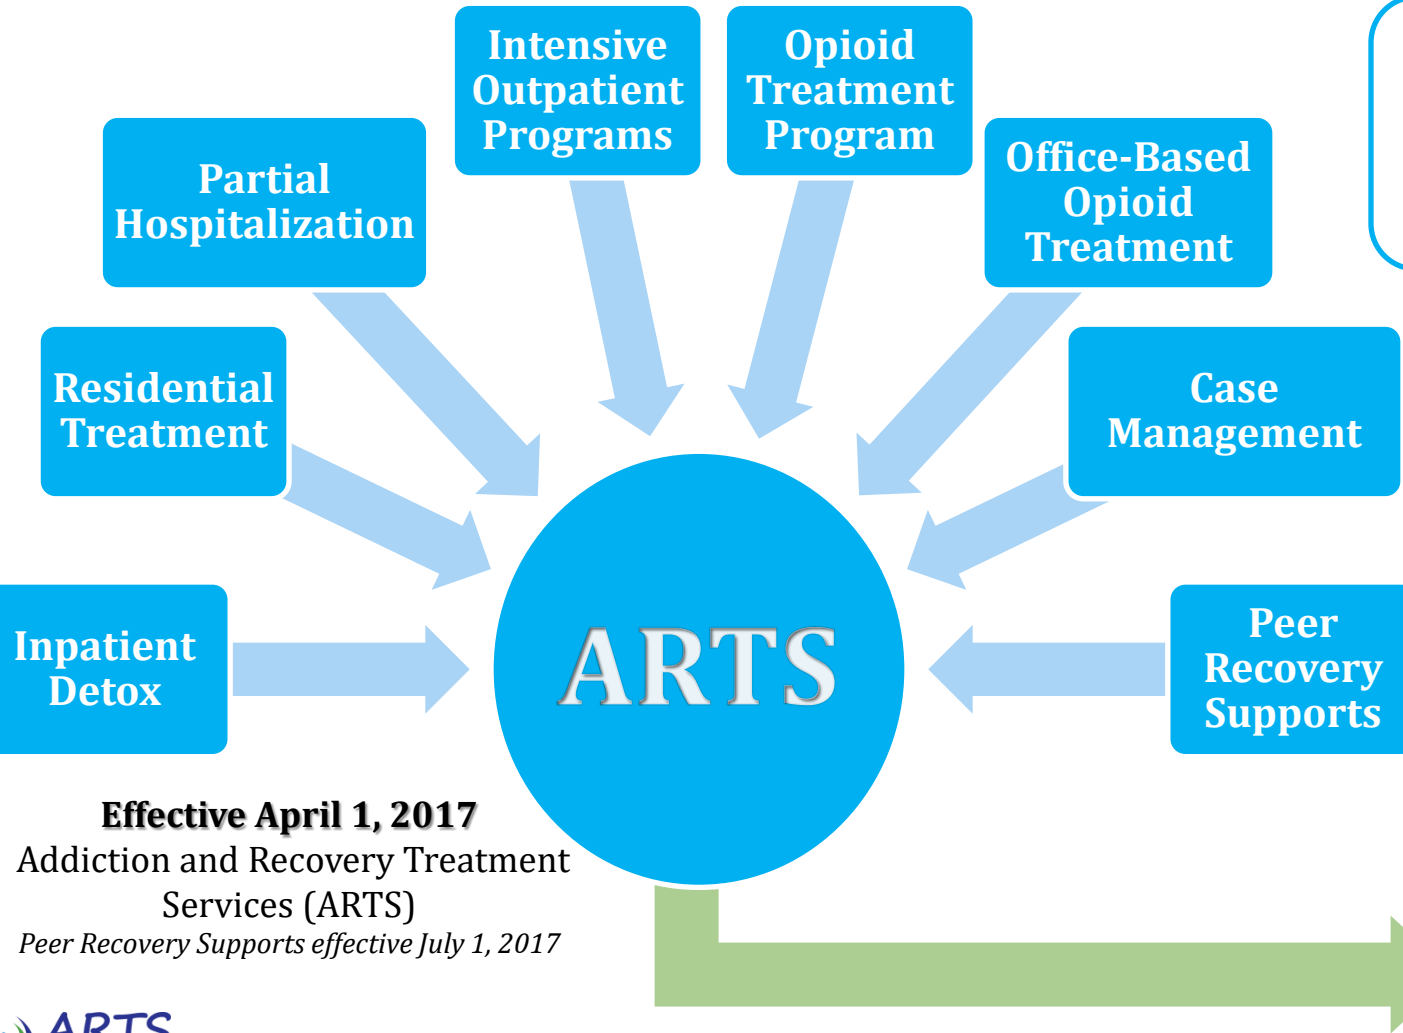 Intensive
Outpatient
Programs
Opioid
Treatment
Program
Partial
Hospitalization
Office-Based
Opioid
Treatment
Residential
Treatment
Case
Management
Inpatient
Detox
ARTS
Peer
Recovery
Supports
Effective April 1, 2017
Addiction and Recovery Treatment
Services (ARTS)
Peer Recovery Supports effective July 1, 2017
ARTS